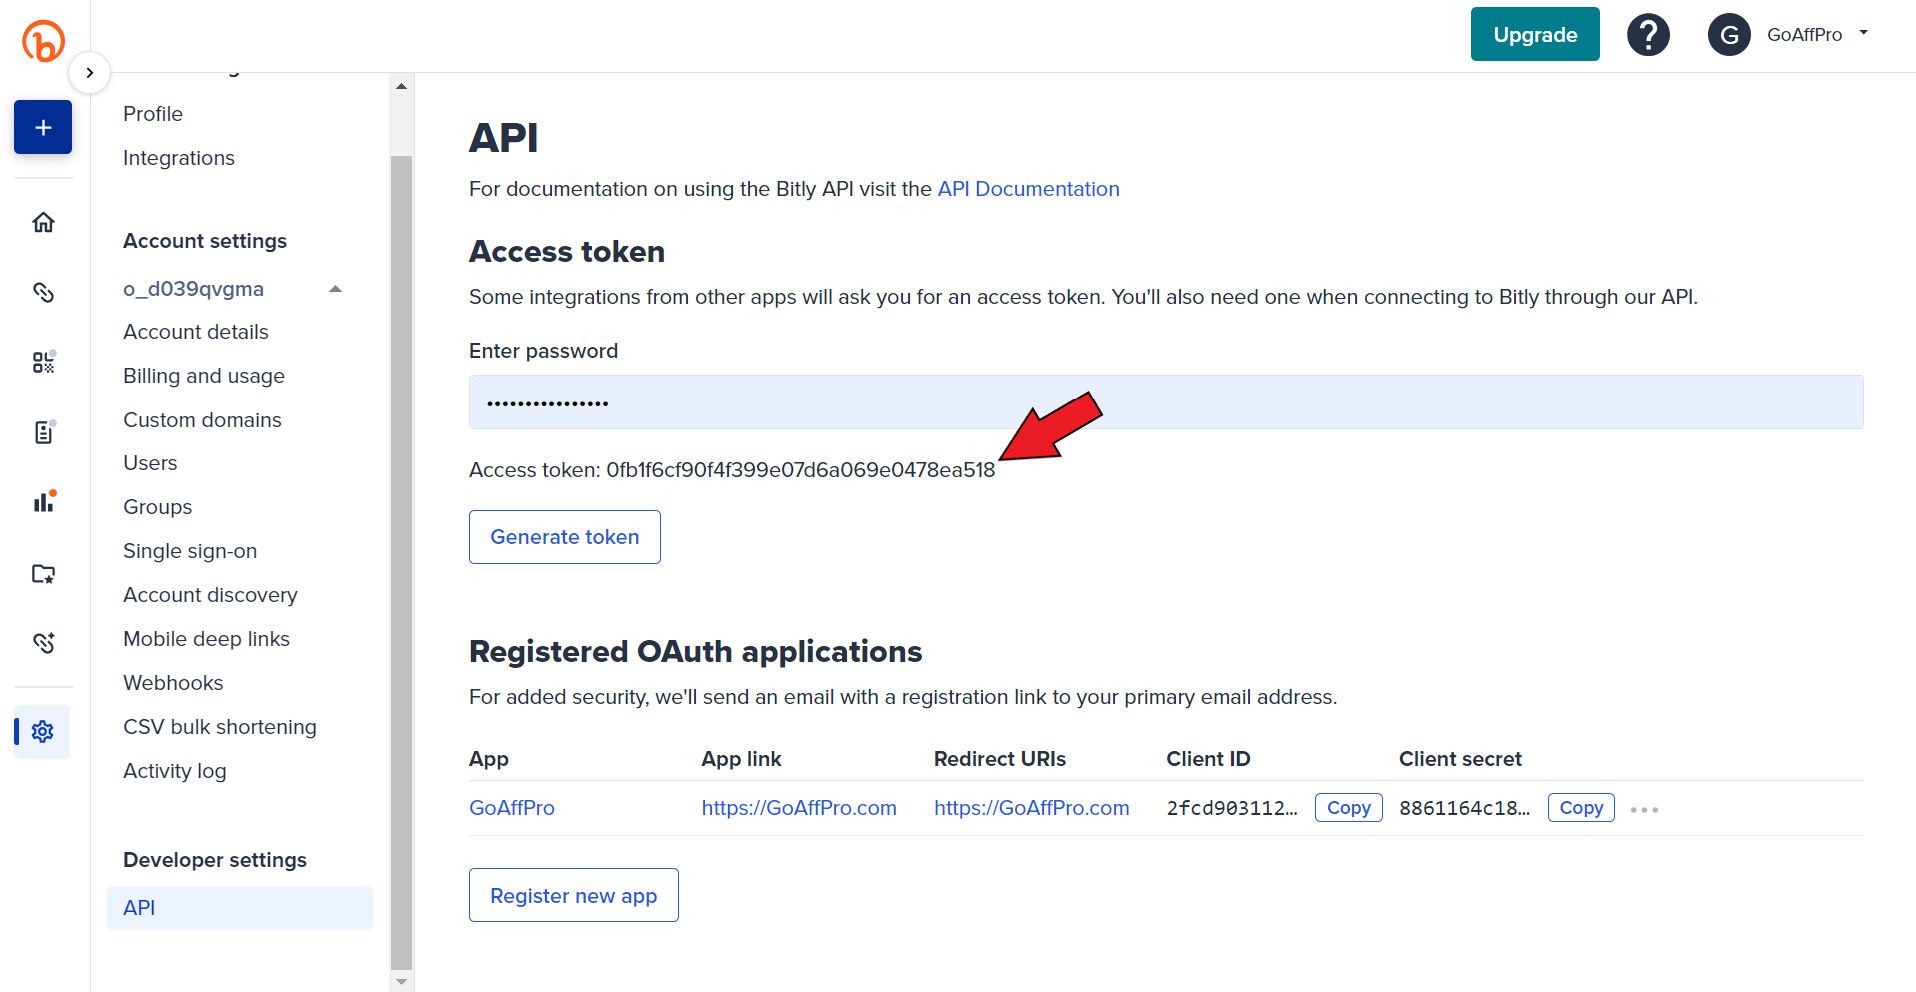 b
Upgrade
?
G
GoAffPro
Profile
Integrations
Account settings
o_d039qvgma
Account details
Billing and usage
Custom domains
Users
Groups
Single sign-on
Account discovery
Mobile deep links
Webhooks
CSV bulk shortening
Activity log
Developer settings
API
API
For documentation on using the Bitly API visit the API Documentation
Access token
Some integrations from other apps will ask you for an access token. You'll also need one when connecting to Bitly through our API.
Enter password
••••••••••••••••
Access token: 0fb1f6cf90f4f399e07d6a069e0478ea518
Generate token
Registered OAuth applications
For added security, we'll send an email with a registration link to your primary email address.
App App link Redirect URIs Client ID Client secret
GoAffPro https://GoAffPro.com https://GoAffPro.com 2fcd903112… Copy 8861164c18… Copy
Register new app